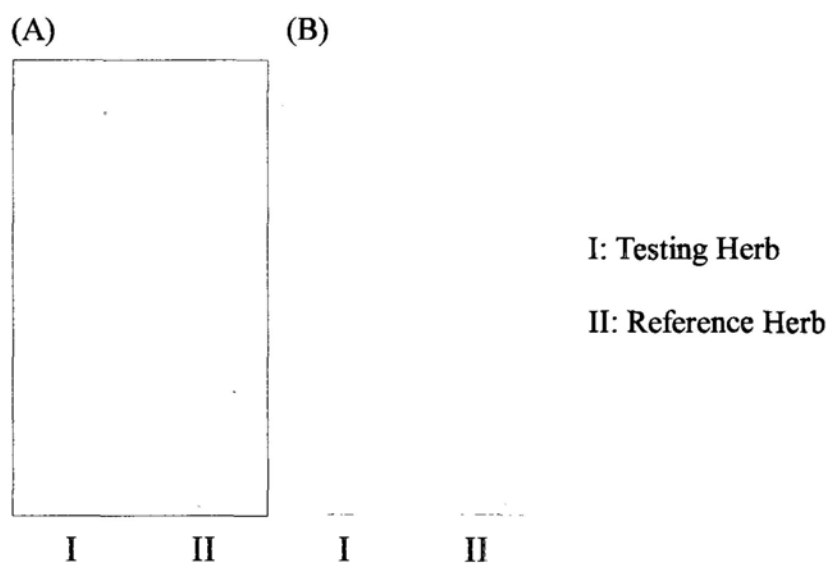 (A) (B)
I: Testing Herb
II: Reference Herb
I II I II